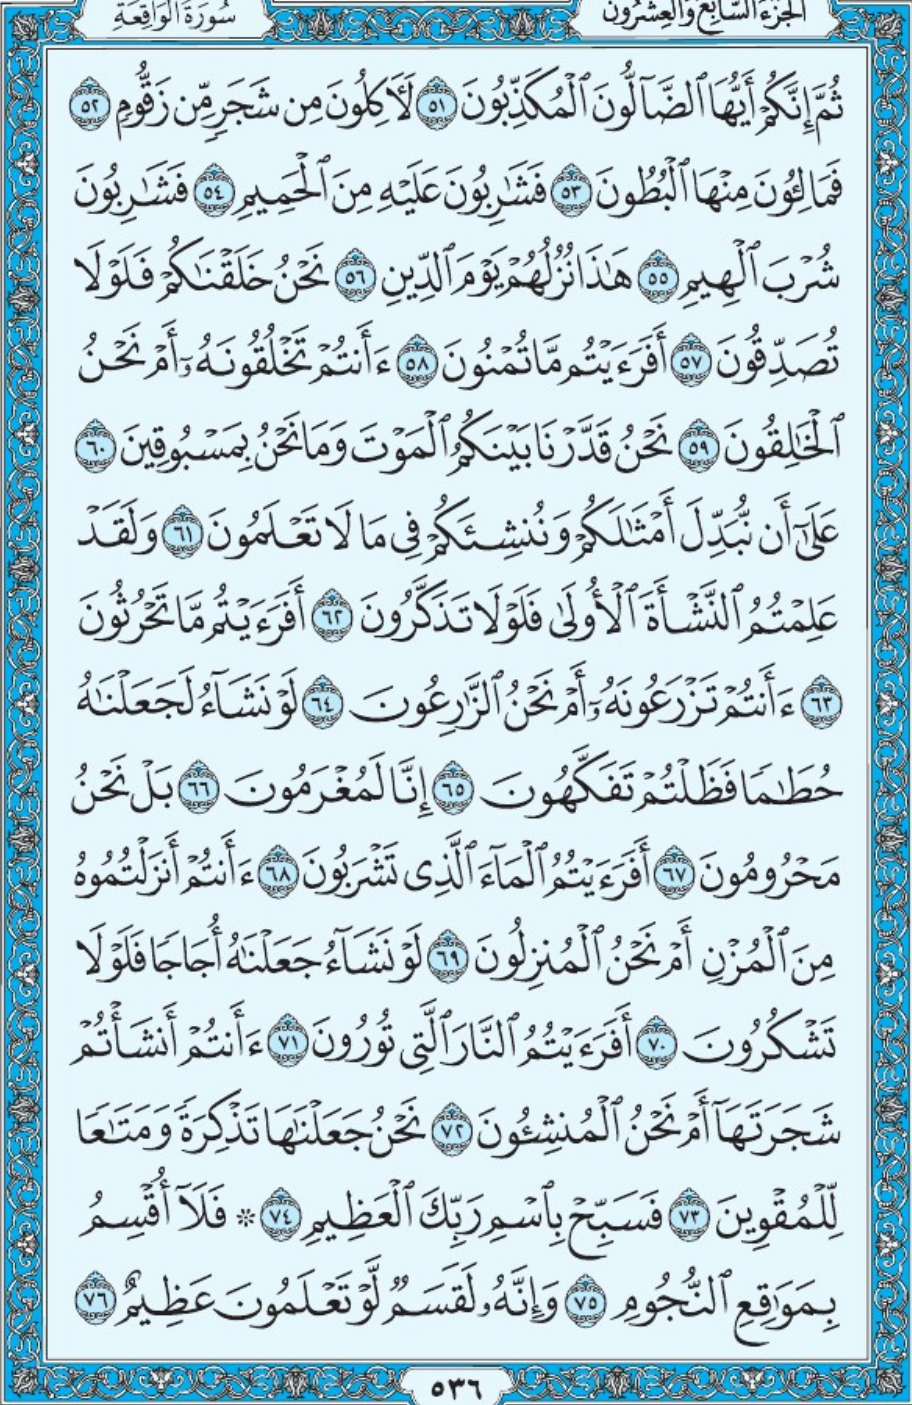 الجزء السابع والعشرون
سورة الواقعة
ثُمَّ إِنَّكُمْ أَيُّهَا ٱلضَّآلُّونَ ٱلْمُكَذِّبُونَ ٥١ لَأٓكِلُونَ مِن شَجَرٍ مِّن زَقُّومٍ ٥٢
فَمَالِـُٔونَ مِنْهَا ٱلْبُطُونَ ٥٣ فَشَٰرِبُونَ عَلَيْهِ مِنَ ٱلْحَمِيمِ ٥٤ فَشَٰرِبُونَ
شُرْبَ ٱلْهِيمِ ٥٥ هَٰذَا نُزُلُهُمْ يَوْمَ ٱلدِّينِ ٥٦ نَحْنُ خَلَقْنَٰكُمْ فَلَوْلَا
تُصَدِّقُونَ ٥٧ أَفَرَءَيْتُم مَّا تُمْنُونَ ٥٨ ءَأَنتُمْ تَخْلُقُونَهُۥٓ أَمْ نَحْنُ
ٱلْخَٰلِقُونَ ٥٩ نَحْنُ قَدَّرْنَا بَيْنَكُمُ ٱلْمَوْتَ وَمَا نَحْنُ بِمَسْبُوقِينَ ٦٠
عَلَىٰٓ أَن نُّبَدِّلَ أَمْثَٰلَكُمْ وَنُنشِئَكُمْ فِى مَا لَا تَعْلَمُونَ ٦١ وَلَقَدْ
عَلِمْتُمُ ٱلنَّشْأَةَ ٱلْأُولَىٰ فَلَوْلَا تَذَكَّرُونَ ٦٢ أَفَرَءَيْتُم مَّا تَحْرُثُونَ
٦٣ ءَأَنتُمْ تَزْرَعُونَهُۥٓ أَمْ نَحْنُ ٱلزَّٰرِعُونَ ٦٤ لَوْ نَشَآءُ لَجَعَلْنَٰهُ
حُطَٰمًا فَظَلْتُمْ تَفَكَّهُونَ ٦٥ إِنَّا لَمُغْرَمُونَ ٦٦ بَلْ نَحْنُ
مَحْرُومُونَ ٦٧ أَفَرَءَيْتُمُ ٱلْمَآءَ ٱلَّذِى تَشْرَبُونَ ٦٨ ءَأَنتُمْ أَنزَلْتُمُوهُ
مِنَ ٱلْمُزْنِ أَمْ نَحْنُ ٱلْمُنزِلُونَ ٦٩ لَوْ نَشَآءُ جَعَلْنَٰهُ أُجَاجًا فَلَوْلَا
تَشْكُرُونَ ٧٠ أَفَرَءَيْتُمُ ٱلنَّارَ ٱلَّتِى تُورُونَ ٧١ ءَأَنتُمْ أَنشَأْتُمْ
شَجَرَتَهَآ أَمْ نَحْنُ ٱلْمُنشِـُٔونَ ٧٢ نَحْنُ جَعَلْنَٰهَا تَذْكِرَةً وَمَتَٰعًا
لِّلْمُقْوِينَ ٧٣ فَسَبِّحْ بِٱسْمِ رَبِّكَ ٱلْعَظِيمِ ٧٤ ۞ فَلَآ أُقْسِمُ
بِمَوَٰقِعِ ٱلنُّجُومِ ٧٥ وَإِنَّهُۥ لَقَسَمٌ لَّوْ تَعْلَمُونَ عَظِيمٌ ٧٦
٥٣٦